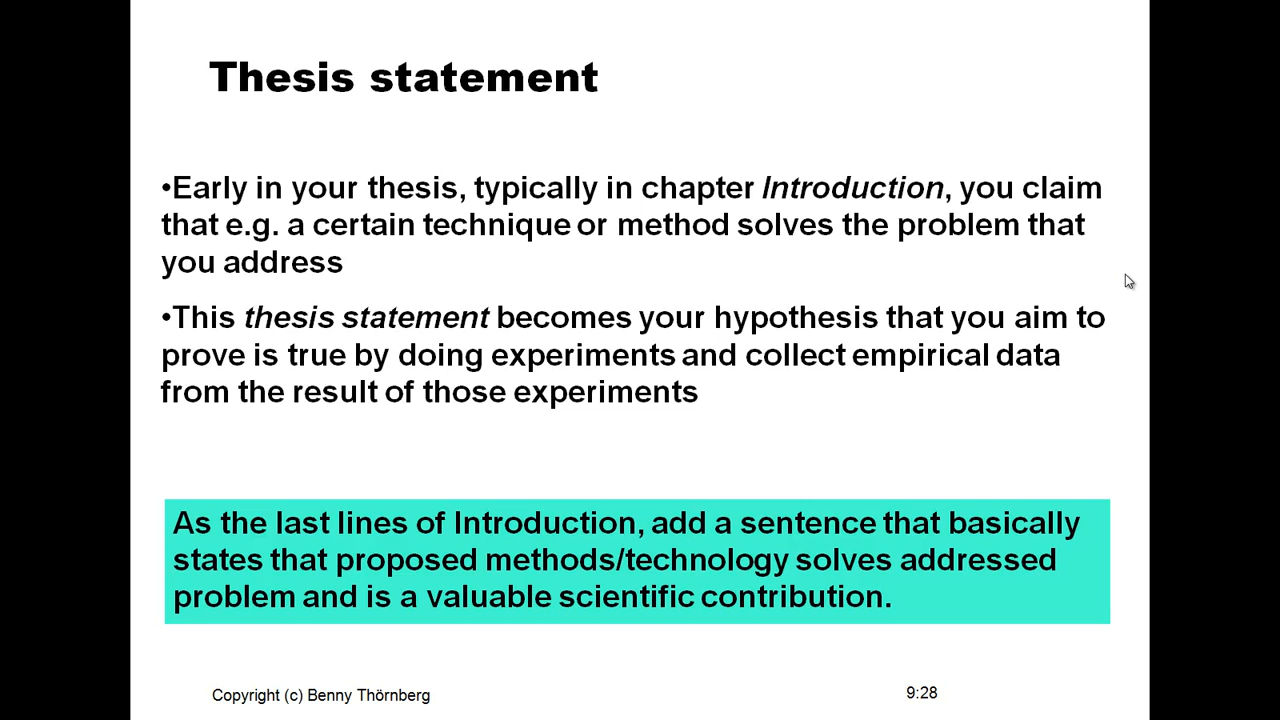 Thesis statement
•Early in your thesis, typically in chapter Introduction, you claim
that e.g. a certain technique or method solves the problem that
you address
•This thesis statement becomes your hypothesis that you aim to
prove is true by doing experiments and collect empirical data
from the result of those experiments
As the last lines of Introduction, add a sentence that basically
states that proposed methods/technology solves addressed
problem and is a valuable scientific contribution.
Copyright (c) Benny Thörnberg
9:28